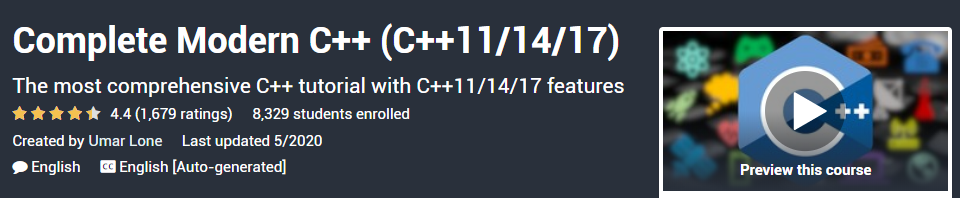 Complete Modern C++ (C++11/14/17)
The most comprehensive C++ tutorial with C++11/14/17 features
4.4 (1,679 ratings) 8,329 students enrolled
Created by Umar Lone Last updated 5/2020
English CC English [Auto-generated]
C++
Preview this course